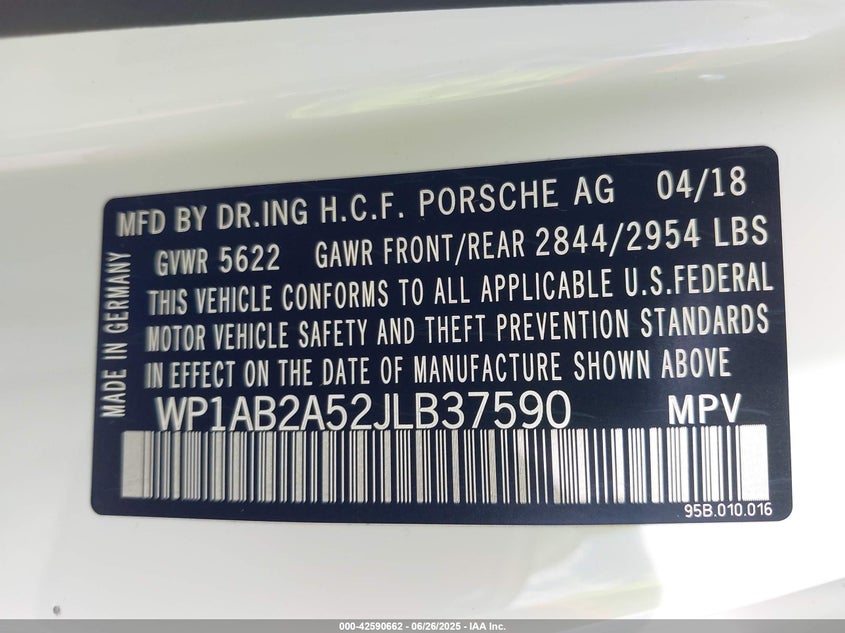 MFD BY DR.ING H.C.F. PORSCHE AG 04/18
GVWR 5622 GAWR FRONT/REAR 2844/2954 LBS
THIS VEHICLE CONFORMS TO ALL APPLICABLE U.S.FEDERAL
MOTOR VEHICLE SAFETY AND THEFT PREVENTION STANDARDS
IN EFFECT ON THE DATE OF MANUFACTURE SHOWN ABOVE
WP1AB2A52JLB37590 MPV
MADE IN GERMANY
95B.010.016
000-42590662 - 06/26/2025 - IAA Inc.